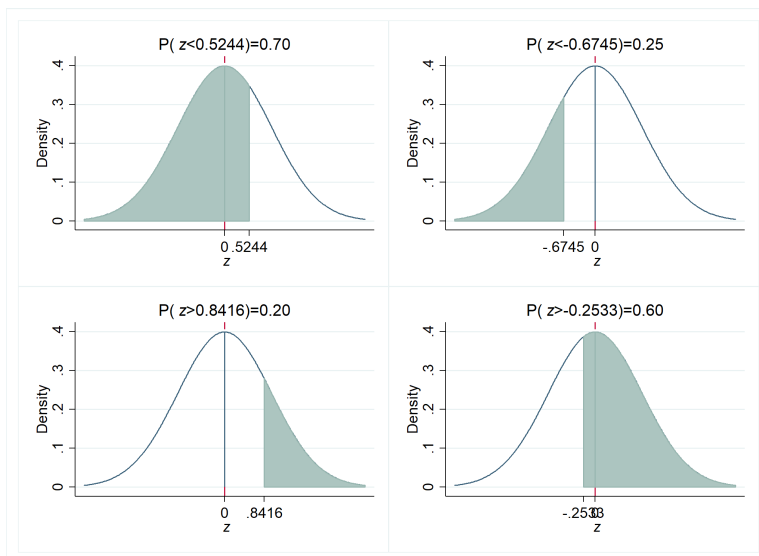 P( z<0.5244)=0.70
Density
.4
.3
.2
.1
0
0 .5244
z
P( z<-0.6745)=0.25
Density
.4
.3
.2
.1
0
-.6745 0
z
P( z>0.8416)=0.20
Density
.4
.3
.2
.1
0
0 .8416
z
P( z>-0.2533)=0.60
Density
.4
.3
.2
.1
0
-.2533 0
z